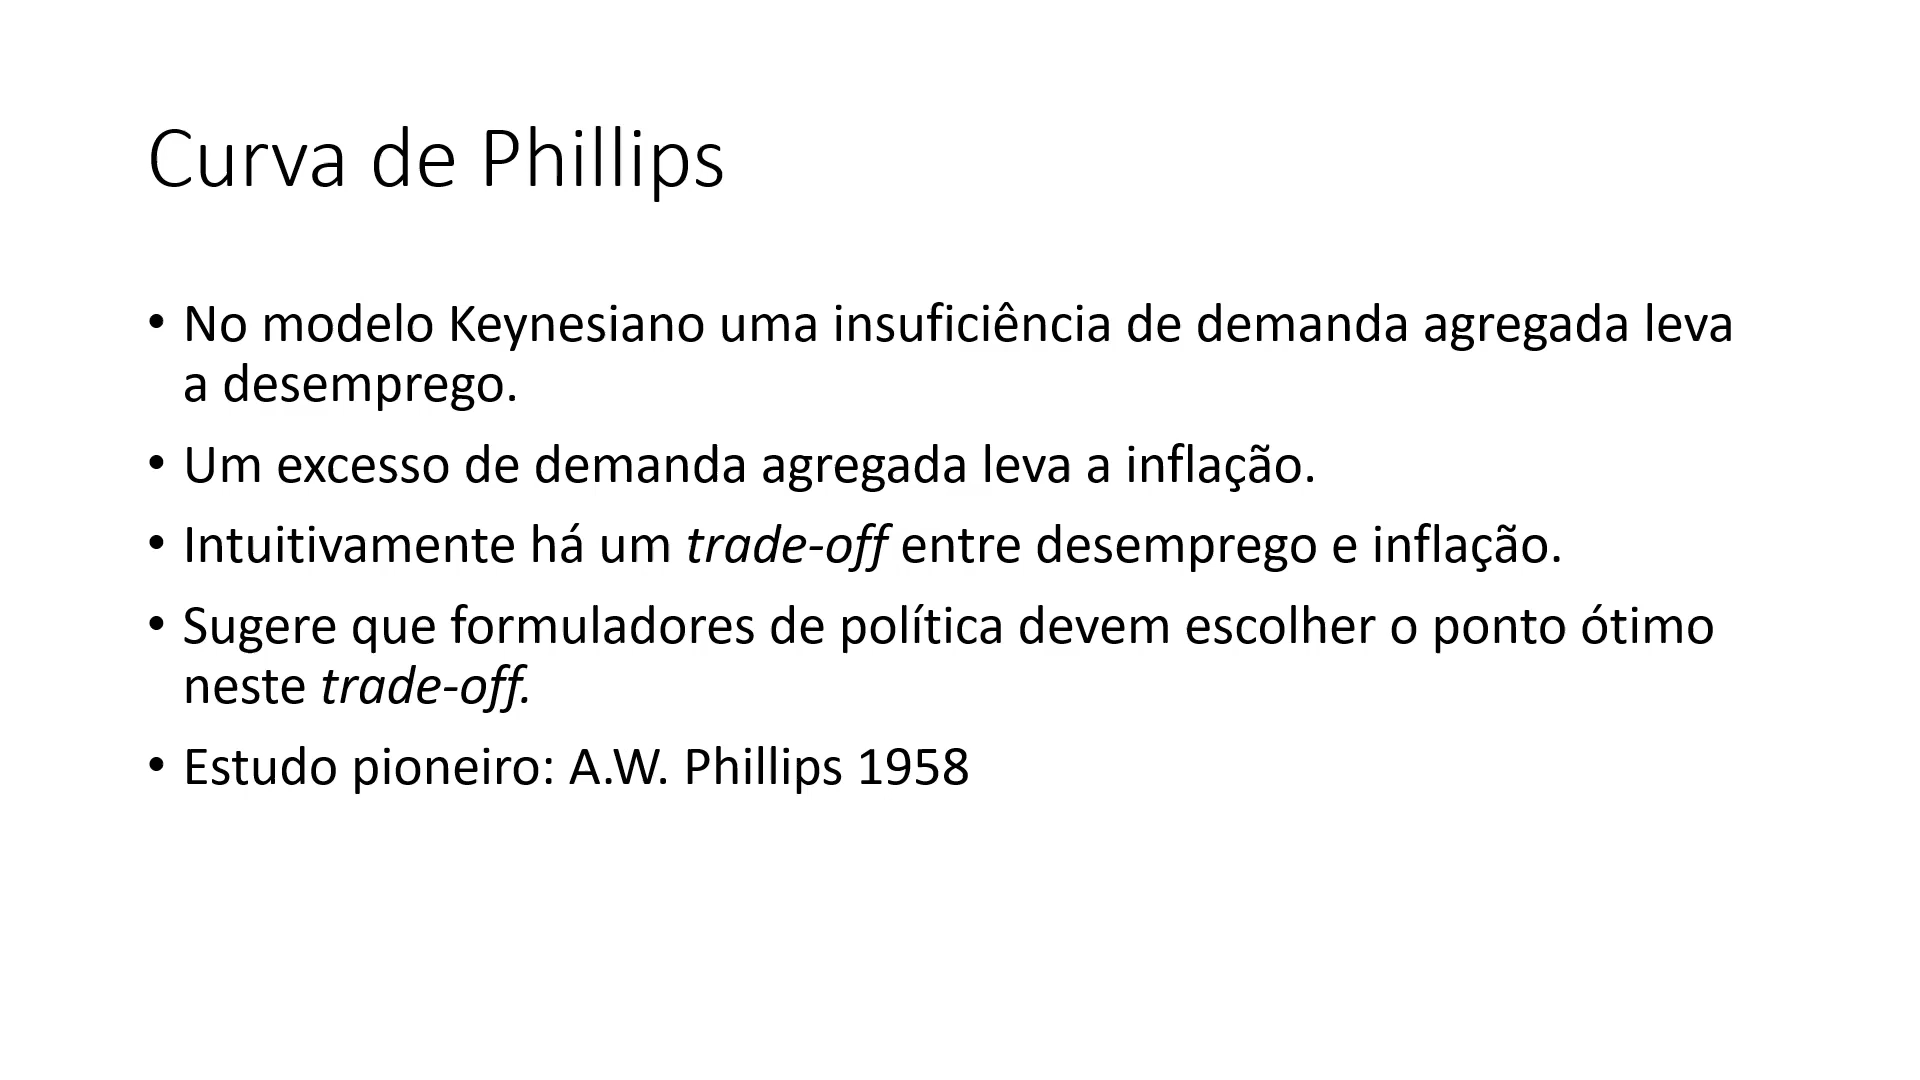 Curva de Phillips
• No modelo Keynesiano uma insuficiência de demanda agregada leva
a desemprego.
• Um excesso de demanda agregada leva a inflação.
• Intuitivamente há um trade-off entre desemprego e inflação.
• Sugere que formuladores de política devem escolher o ponto ótimo
neste trade-off.
• Estudo pioneiro: A.W. Phillips 1958